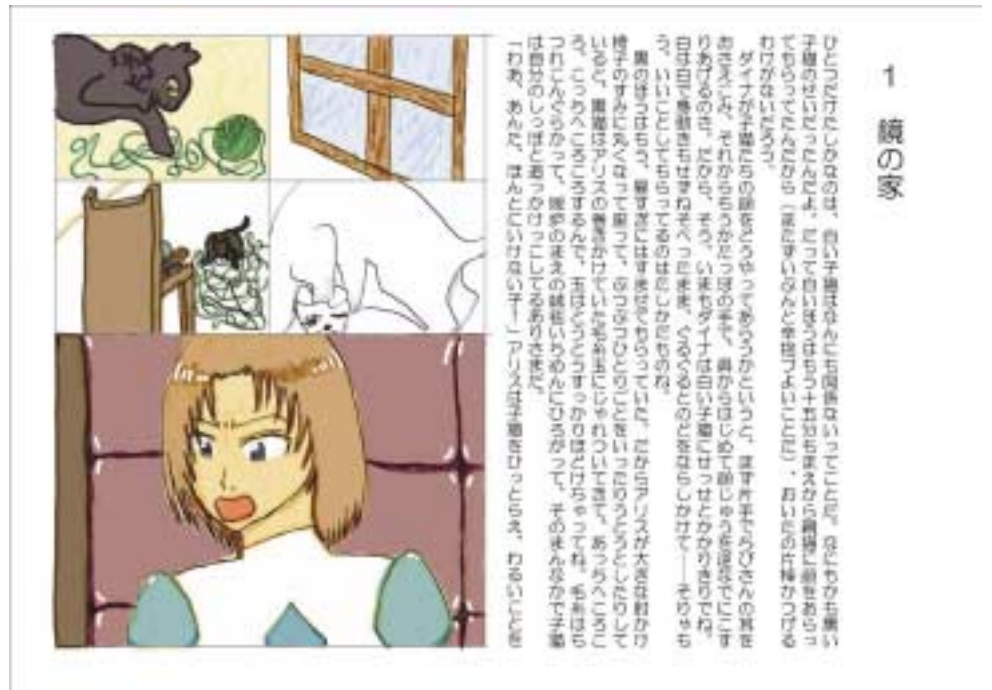 1 鏡の家
ひとつだけたしかなのは、白い子猫はなんにも関係ないってことだ。なにもかも黒い
子猫のせいだったんだよ。だって白いほうはもう十五分もまえから親猫に顔をあらっ
てもらってたんだから（またずいぶんと辛抱づよいことだ）、おいたの片棒かつげる
わけがないだろう。
ダイナが子猫たちの顔をどうやってあらうかというと、まず片手でちびさんの耳を
おさえこみ、それからもうかたっぽの手で、鼻からはじめて顔じゅうを逆なでにこす
りあげるのさ。だから、そう、いまもダイナは白い子猫にせっせとかかりきりでね。
白は白で身動きもせずねそべったまま、ぐるぐるとのどをならしかけて――そりゃも
う、いいことしてもらってるのはたしかだものね。
黒のほうはもう、昼すぎにはすませてもらっていた。だからアリスが大きな肘かけ
椅子のすみに丸くなって座って、ぶつぶつひとりごとをいったりうとうとしたりして
いると、黒猫はアリスの巻きかけていた毛糸玉にじゃれついてきて、あっちへころこ
ろ、こっちへころころするんで、玉はとうとうすっかりほどけちゃってね。毛糸はも
つれこんぐらかって、暖炉のまえの絨毯いちめんにひろがって、そのまんなかで子猫
は自分のしっぽと追っかけっこしてるありさまだ。
「わあ、あんた、ほんとにいけない子！」アリスは子猫をひっとらえ、わるいことを